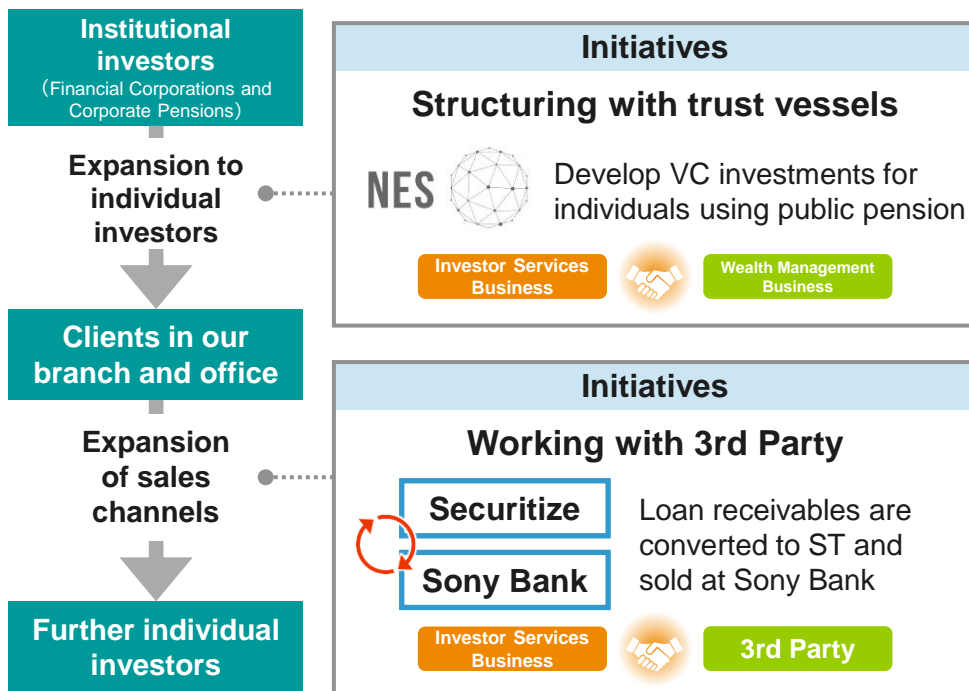 Institutional
investors
（Financial Corporations and
Corporate Pensions）
Expansion to
individual
investors
Clients in our
branch and office
Expansion
of sales
channels
Further individual
investors
Initiatives
Structuring with trust vessels
NES
Develop VC investments for
individuals using public pension
Investor Services
Business
Wealth Management
Business
Initiatives
Working with 3rd Party
Securitize
Sony Bank
Loan receivables are
converted to ST and
sold at Sony Bank
Investor Services
Business
3rd Party